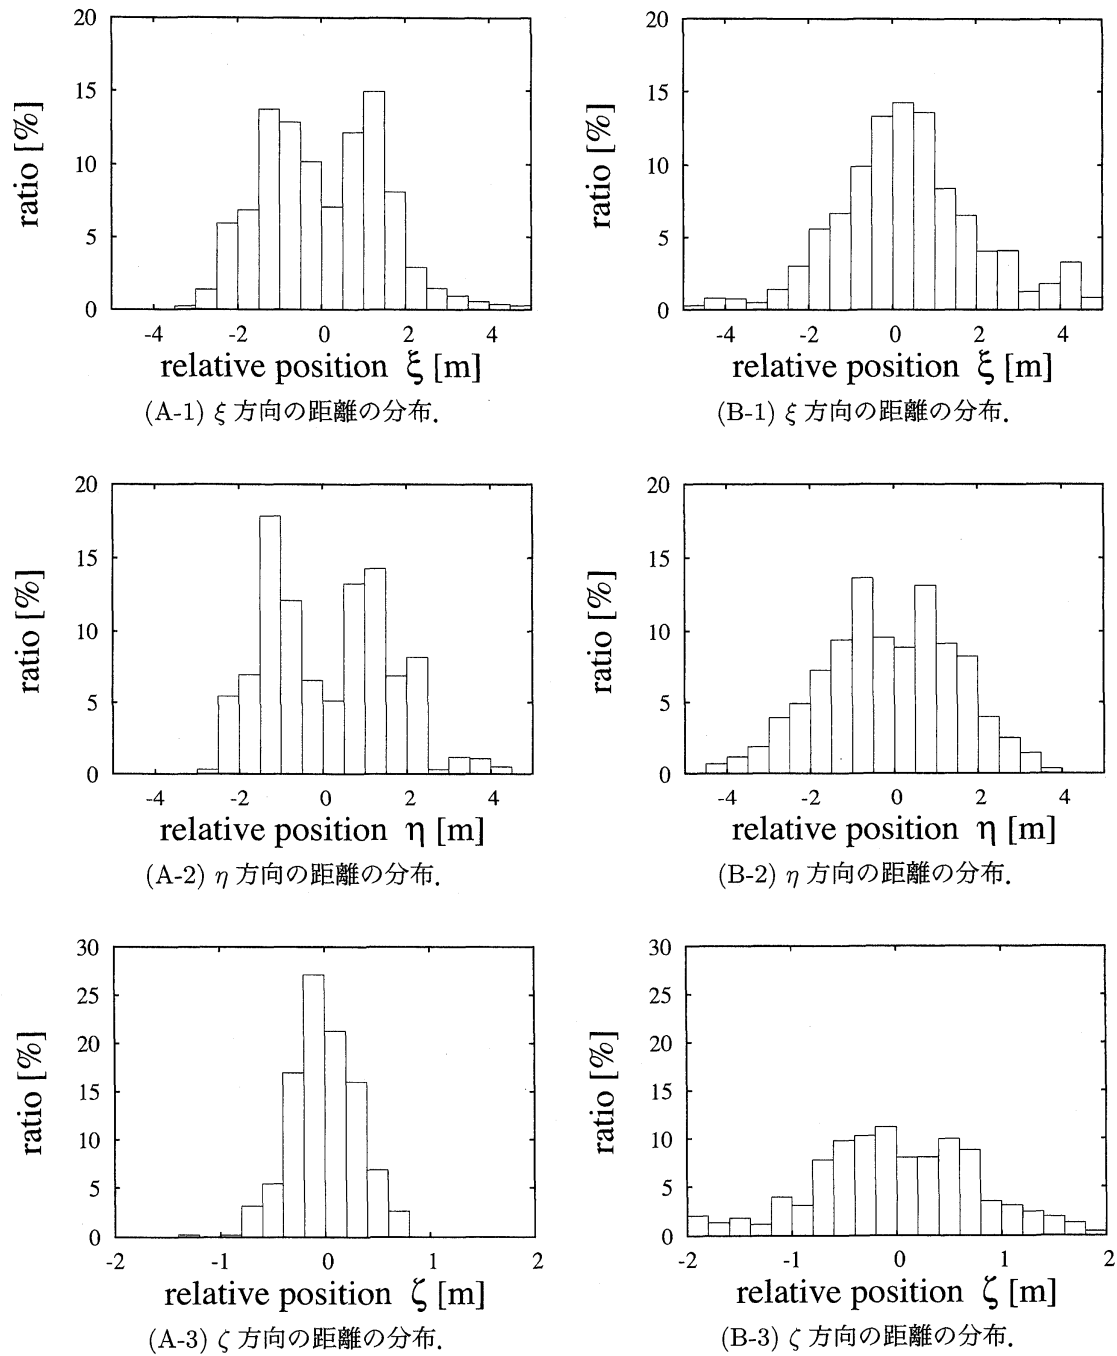 20
15
10
5
0
ratio [%]
-4 -2 0 2 4
relative position ξ [m]
(A-1) ξ 方向の距離の分布.
20
15
10
5
0
ratio [%]
-4 -2 0 2 4
relative position ξ [m]
(B-1) ξ 方向の距離の分布.
20
15
10
5
0
ratio [%]
-4 -2 0 2 4
relative position η [m]
(A-2) η 方向の距離の分布.
20
15
10
5
0
ratio [%]
-4 -2 0 2 4
relative position η [m]
(B-2) η 方向の距離の分布.
30
25
20
15
10
5
0
ratio [%]
-2 -1 0 1 2
relative position ζ [m]
(A-3) ζ 方向の距離の分布.
30
25
20
15
10
5
0
ratio [%]
-2 -1 0 1 2
relative position ζ [m]
(B-3) ζ 方向の距離の分布.